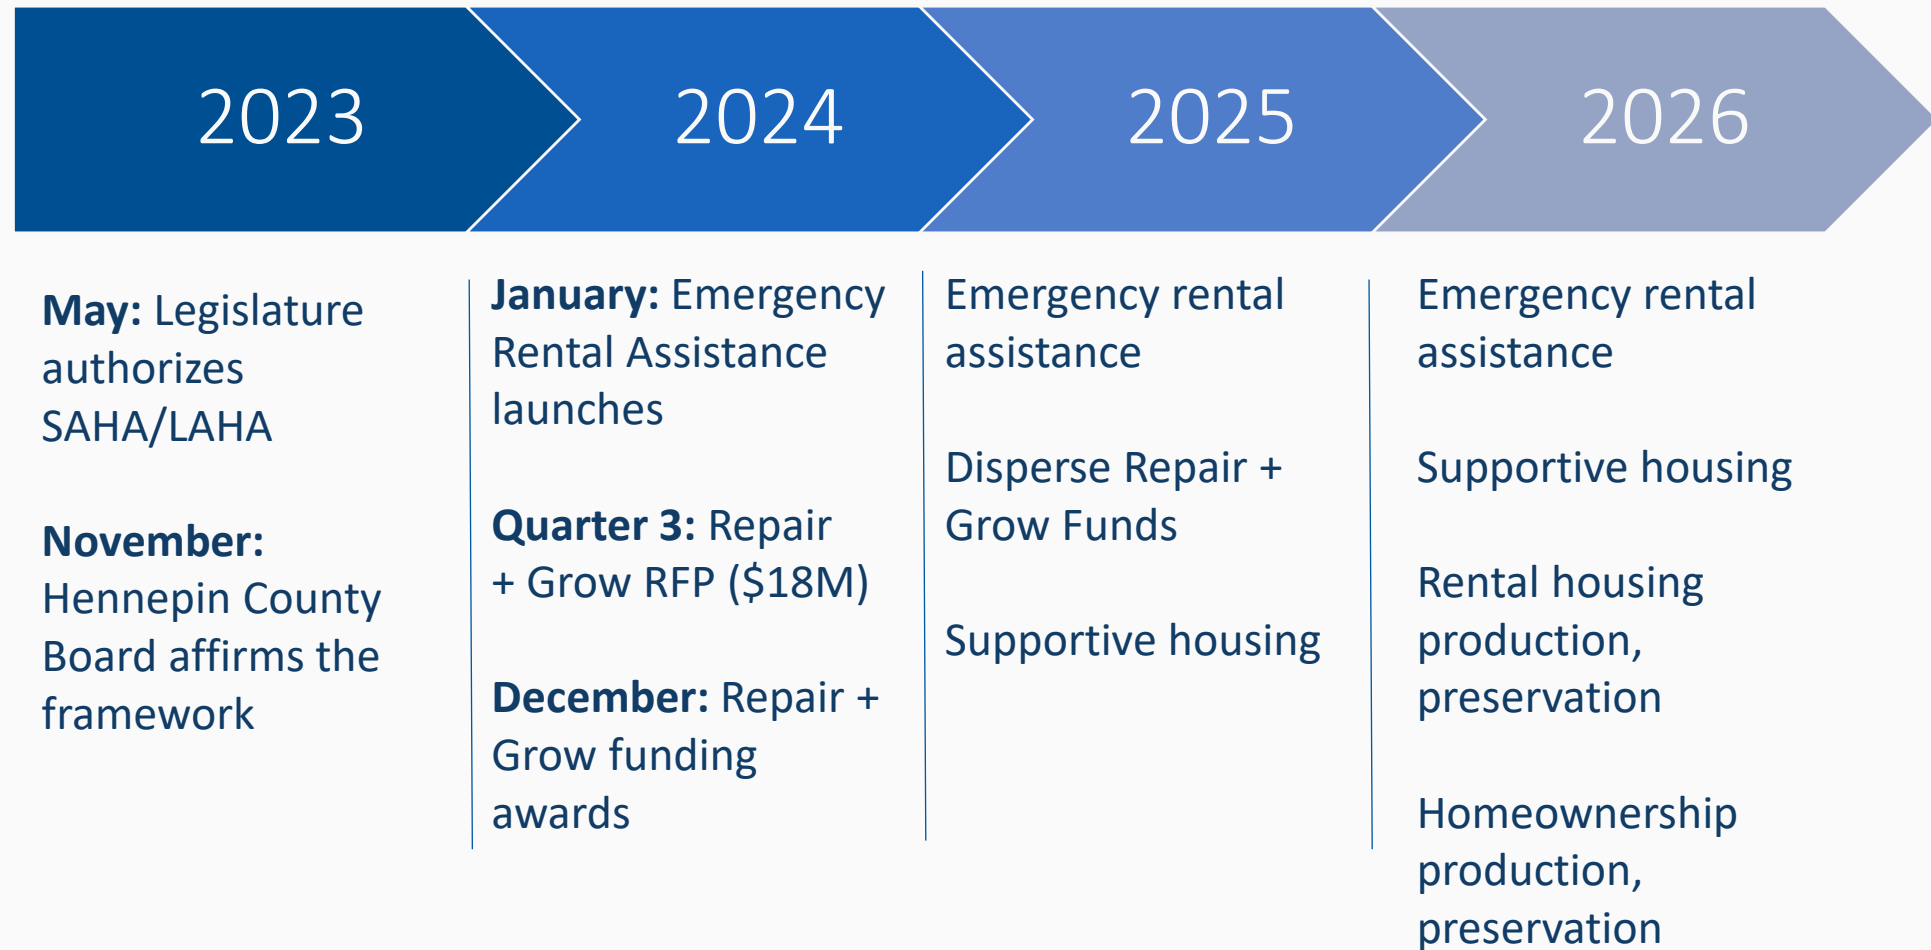 2023
2024
2025
2026
May: Legislature
authorizes
SAHA/LAHA
November:
Hennepin County
Board affirms the
framework
January: Emergency
Rental Assistance
launches
Quarter 3: Repair
+ Grow RFP ($18M)
December: Repair +
Grow funding
awards
Emergency rental
assistance
Disperse Repair +
Grow Funds
Supportive housing
Emergency rental
assistance
Supportive housing
Rental housing
production,
preservation
Homeownership
production,
preservation